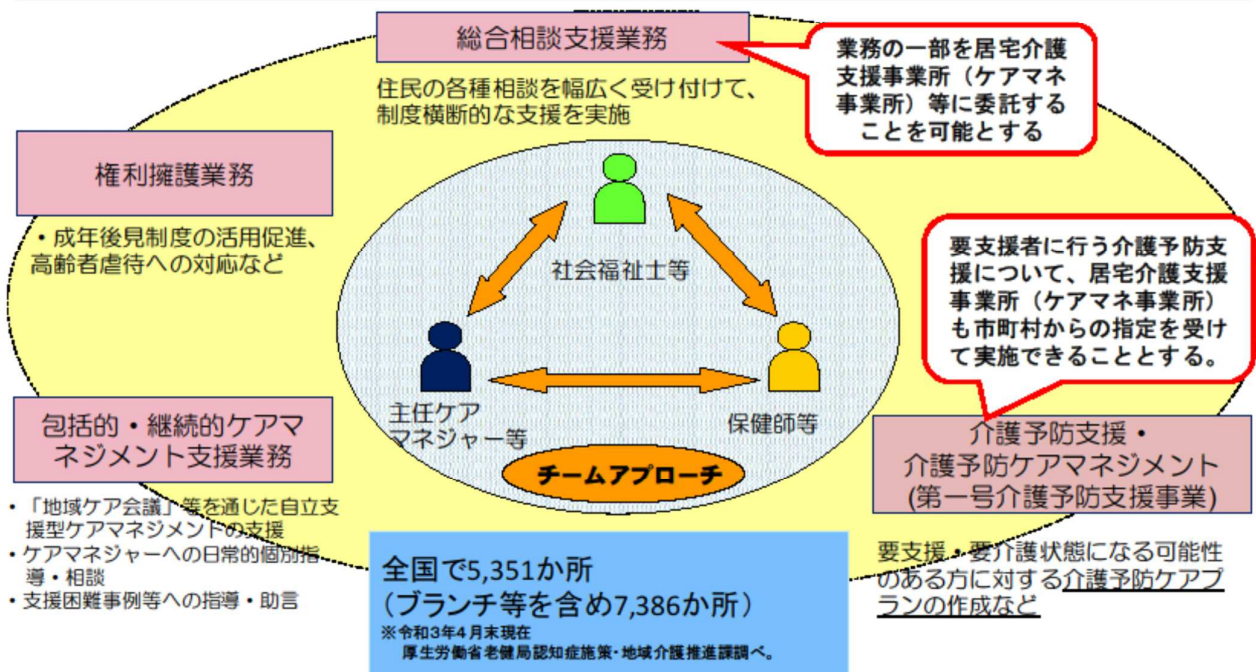 総合相談支援業務
住民の各種相談を幅広く受け付けて、
制度横断的な支援を実施
業務の一部を居宅介護
支援事業所（ケアマネ
事業所）等に委託する
ことを可能とする
権利擁護業務
・成年後見制度の活用促進、
高齢者虐待への対応など
社会福祉士等
主任ケア
マネジャー等
保健師等
チームアプローチ
要支援者に行う介護予防支
援について、居宅介護支援
事業所（ケアマネ事業所）
も市町村からの指定を受け
て実施できることとする。
包括的・継続的ケアマ
ネジメント支援業務
・「地域ケア会議」等を通じた自立支
援型ケアマネジメントの支援
・ケアマネジャーへの日常的個別指
導・相談
・支援困難事例等への指導・助言
介護予防支援・
介護予防ケアマネジメント
(第一号介護予防支援事業)
要支援・要介護状態になる可能性
のある方に対する介護予防ケアプ
ランの作成など
全国で5,351か所
（ブランチ等を含め7,386か所）
※令和3年4月末現在
厚生労働省老健局認知症施策・地域介護推進課調べ。